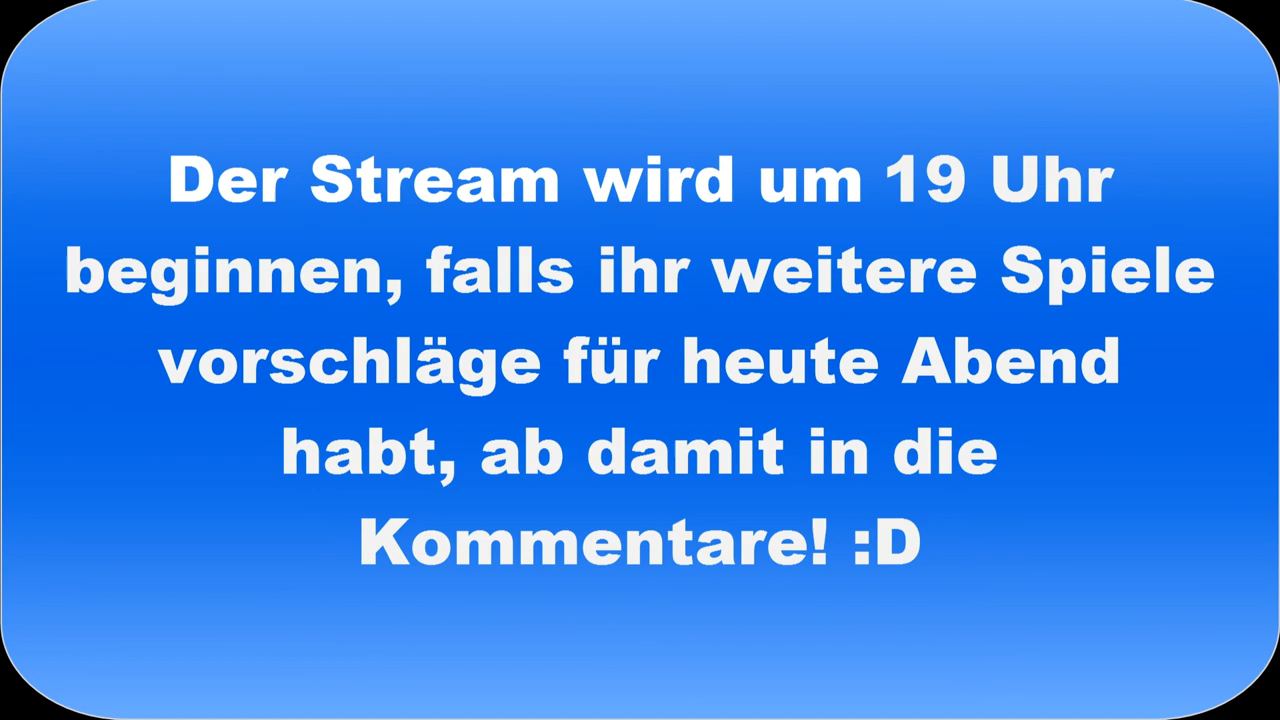 Der Stream wird um 19 Uhr
beginnen, falls ihr weitere Spiele
vorschläge für heute Abend
habt, ab damit in die
Kommentare! :D